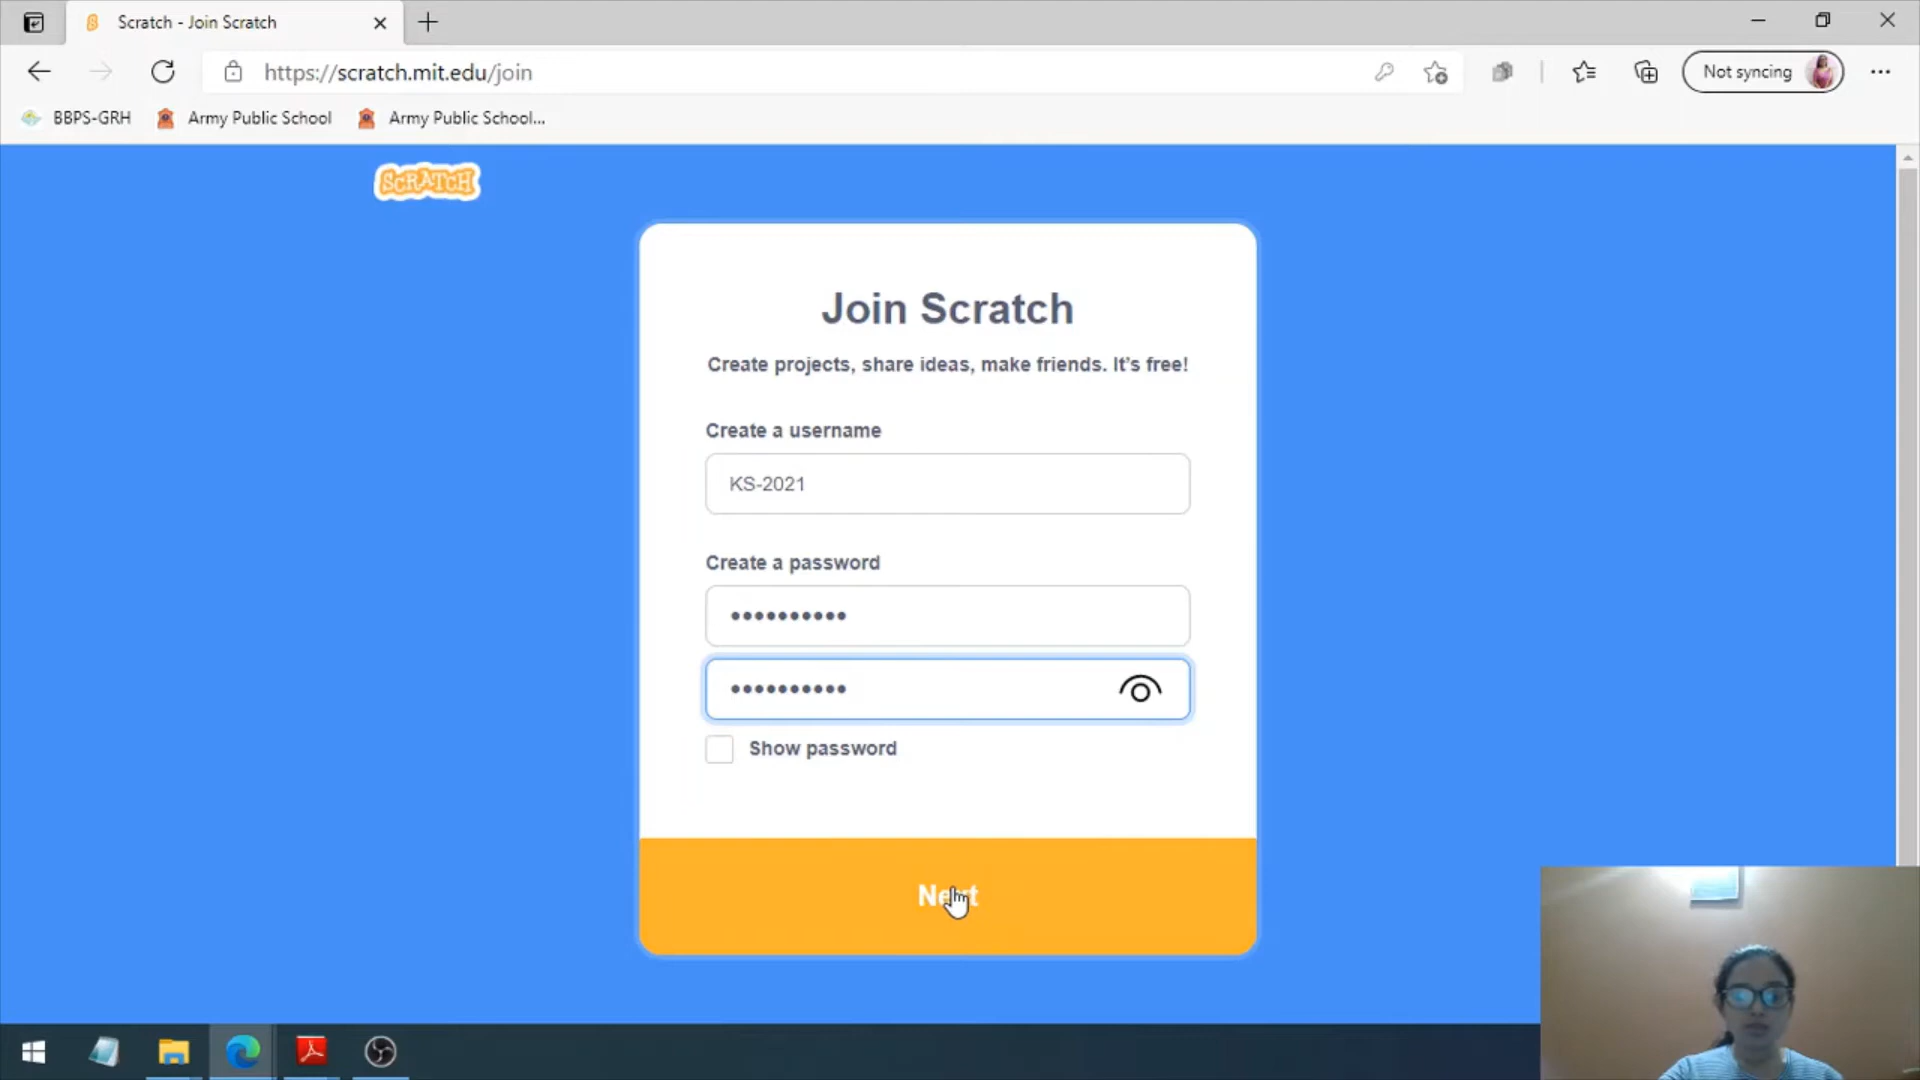 Scratch - Join Scratch
https://scratch.mit.edu/join
Not syncing
BBPS-GRH
Army Public School
Army Public School...
SCRATCH
Join Scratch
Create projects, share ideas, make friends. It's free!
Create a username
KS-2021
Create a password
Show password
Next